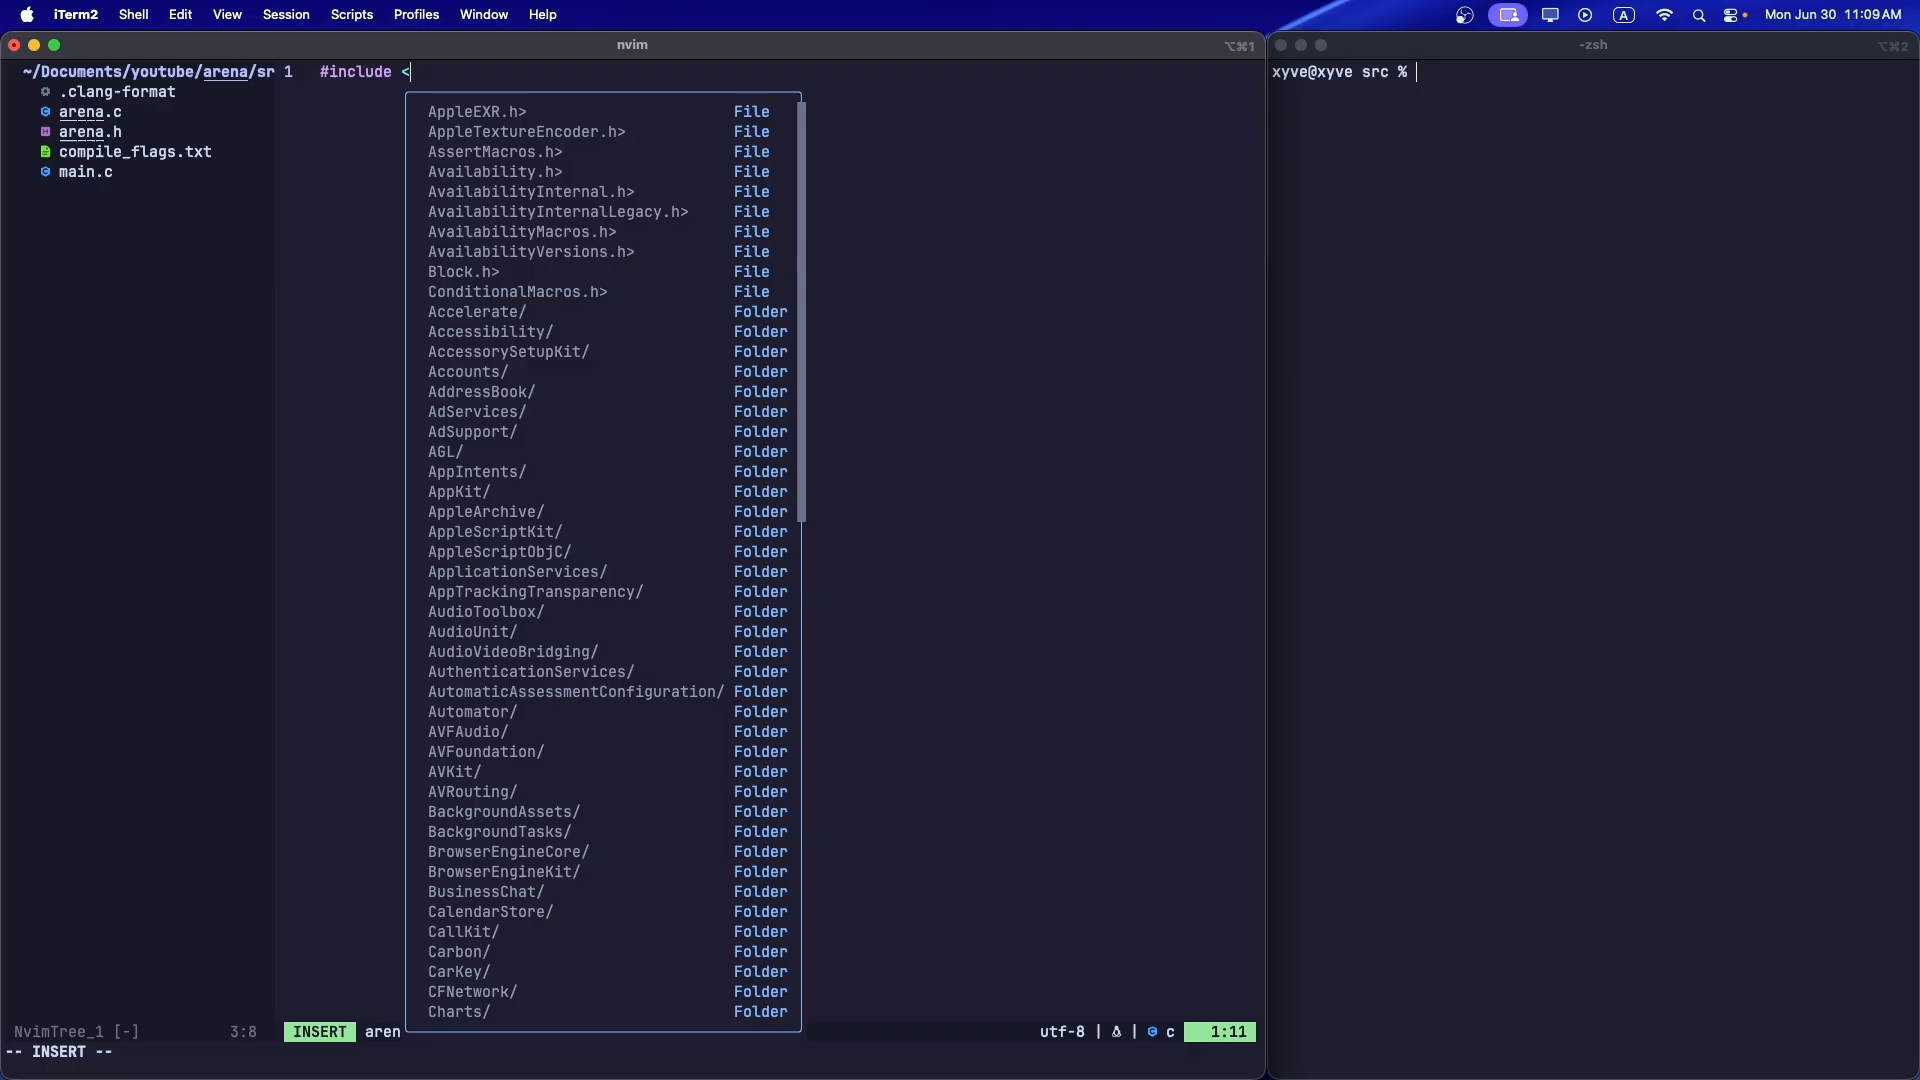 iTerm2 Shell Edit View Session Scripts Profiles Window Help A Mon Jun 30 11:09 AM
nvim ⌥⌘1
-zsh ⌥⌘2
~/Documents/youtube/arena/sr
.clang-format
arena.c
arena.h
compile_flags.txt
main.c
1 #include <
AppleEXR.h> File
AppleTextureEncoder.h> File
AssertMacros.h> File
Availability.h> File
AvailabilityInternal.h> File
AvailabilityInternalLegacy.h> File
AvailabilityMacros.h> File
AvailabilityVersions.h> File
Block.h> File
ConditionalMacros.h> File
Accelerate/ Folder
Accessibility/ Folder
AccessorySetupKit/ Folder
Accounts/ Folder
AddressBook/ Folder
AdServices/ Folder
AdSupport/ Folder
AGL/ Folder
AppIntents/ Folder
AppKit/ Folder
AppleArchive/ Folder
AppleScriptKit/ Folder
AppleScriptObjC/ Folder
ApplicationServices/ Folder
AppTrackingTransparency/ Folder
AudioToolbox/ Folder
AudioUnit/ Folder
AudioVideoBridging/ Folder
AuthenticationServices/ Folder
AutomaticAssessmentConfiguration/ Folder
Automator/ Folder
AVFAudio/ Folder
AVFoundation/ Folder
AVKit/ Folder
AVRouting/ Folder
BackgroundAssets/ Folder
BackgroundTasks/ Folder
BrowserEngineCore/ Folder
BrowserEngineKit/ Folder
BusinessChat/ Folder
CalendarStore/ Folder
CallKit/ Folder
Carbon/ Folder
CarKey/ Folder
CFNetwork/ Folder
Charts/ Folder
NvimTree_1 [-] 3:8 INSERT aren utf-8 | | c 1:11
-- INSERT --
xyve@xyve src %